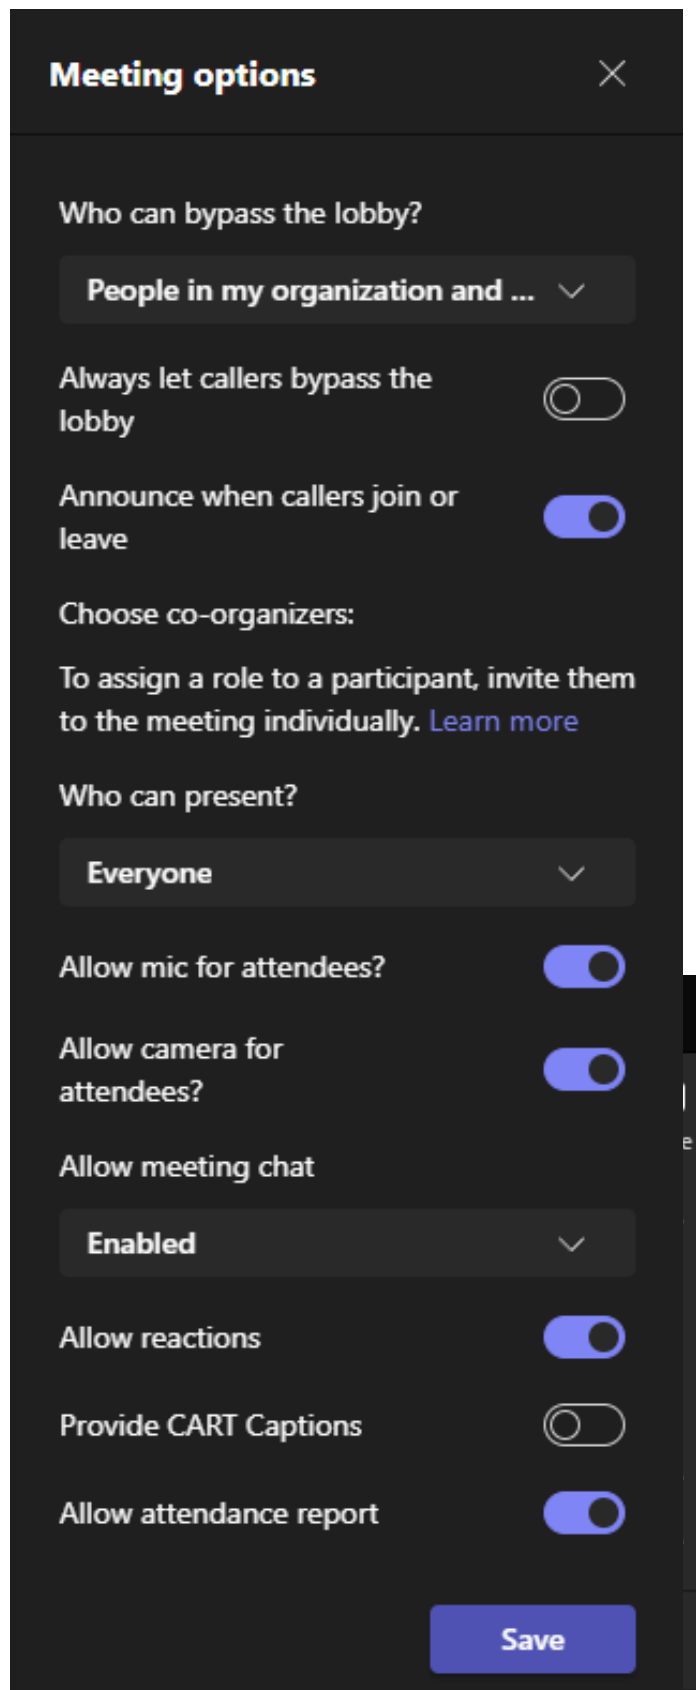 Meeting options
Who can bypass the lobby?
People in my organization and ...
Always let callers bypass the
lobby
Announce when callers join or
leave
Choose co-organizers:
To assign a role to a participant, invite them
to the meeting individually. Learn more
Who can present?
Everyone
Allow mic for attendees?
Allow camera for
attendees?
e
Allow meeting chat
Enabled
Allow reactions
Provide CART Captions
Allow attendance report
Save